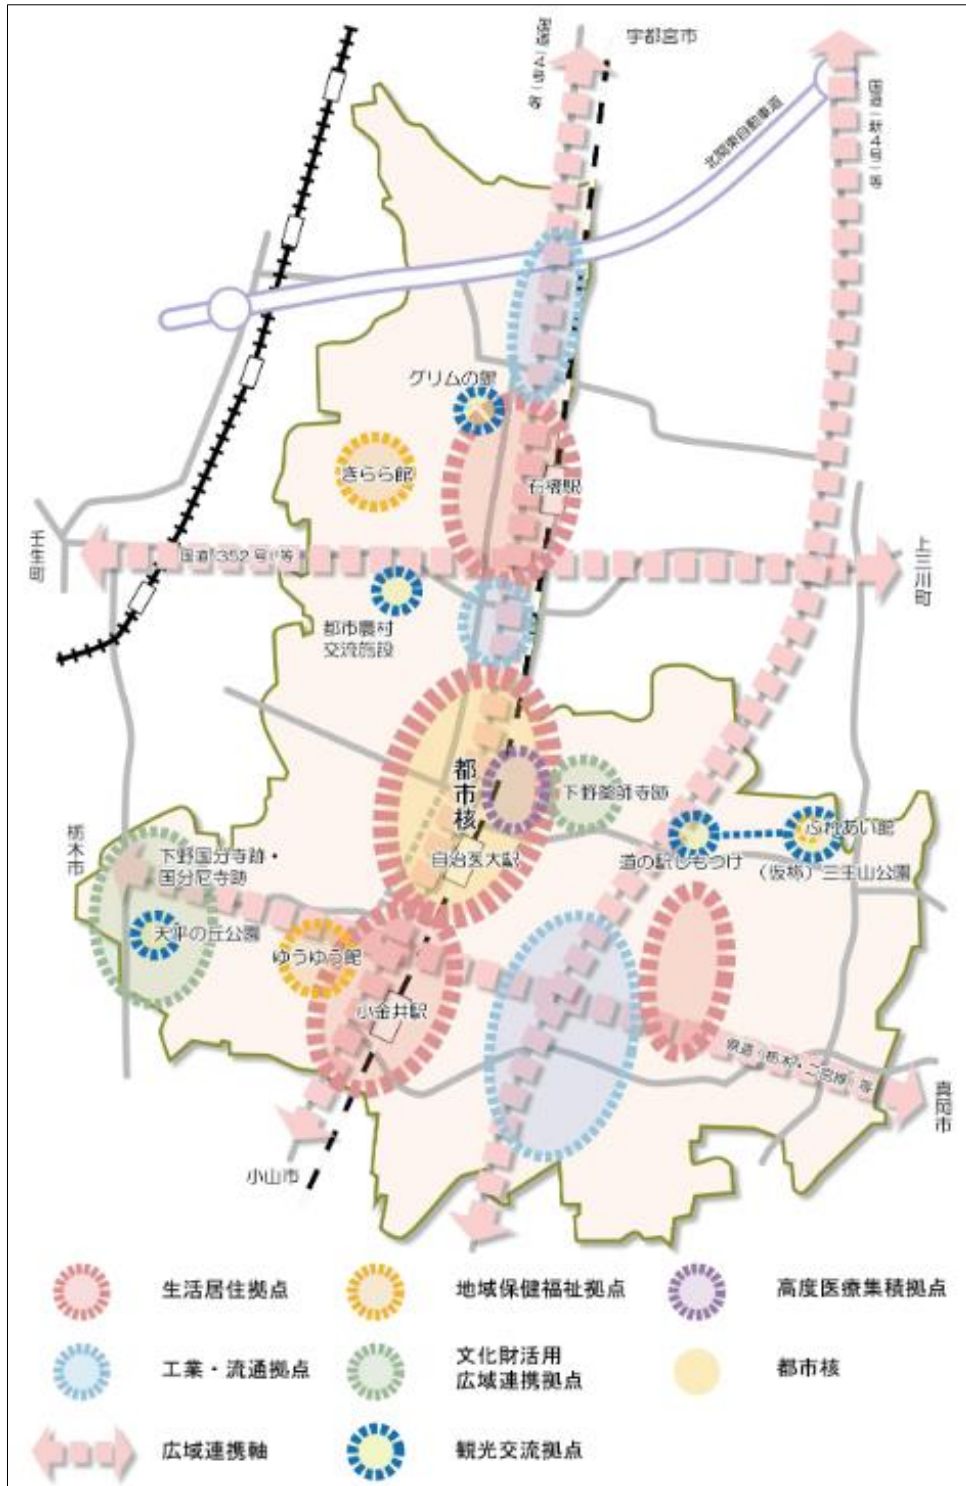 国道（4号）等
宇都宮市
国道（新4号）等
北関東自動車道
グリムの館
きらら館
石橋駅
壬生町
国道（352号）等
上三川町
都市農村
交流施設
都市核
下野薬師寺跡
栃木市
下野国分寺跡・
国分尼寺跡
自治医大駅
道の駅しもつけ
ふれあい館
（仮称）三王山公園
天平の丘公園
ゆうゆう館
小金井駅
県道（栃木・二宮線）等
真岡市
小山市
生活居住拠点
地域保健福祉拠点
高度医療集積拠点
工業・流通拠点
文化財活用
広域連携拠点
都市核
広域連携軸
観光交流拠点